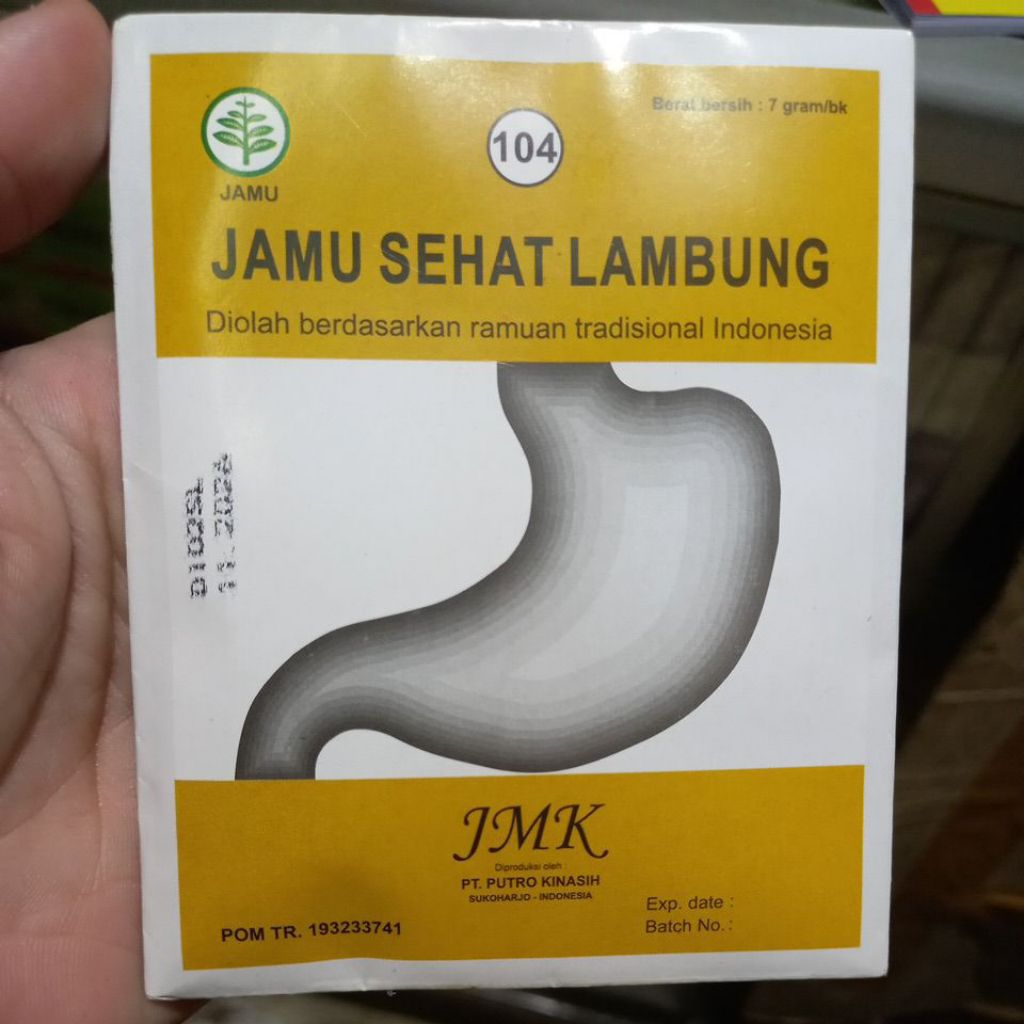 Berat bersih : 7 gram/bk
104
JAMU
JAMU SEHAT LAMBUNG
Diolah berdasarkan ramuan tradisional Indonesia
JMK
Diproduksi oleh :
PT. PUTRO KINASIH
SUKOHARJO - INDONESIA
POM TR. 193233741
Exp. date :
Batch No. :